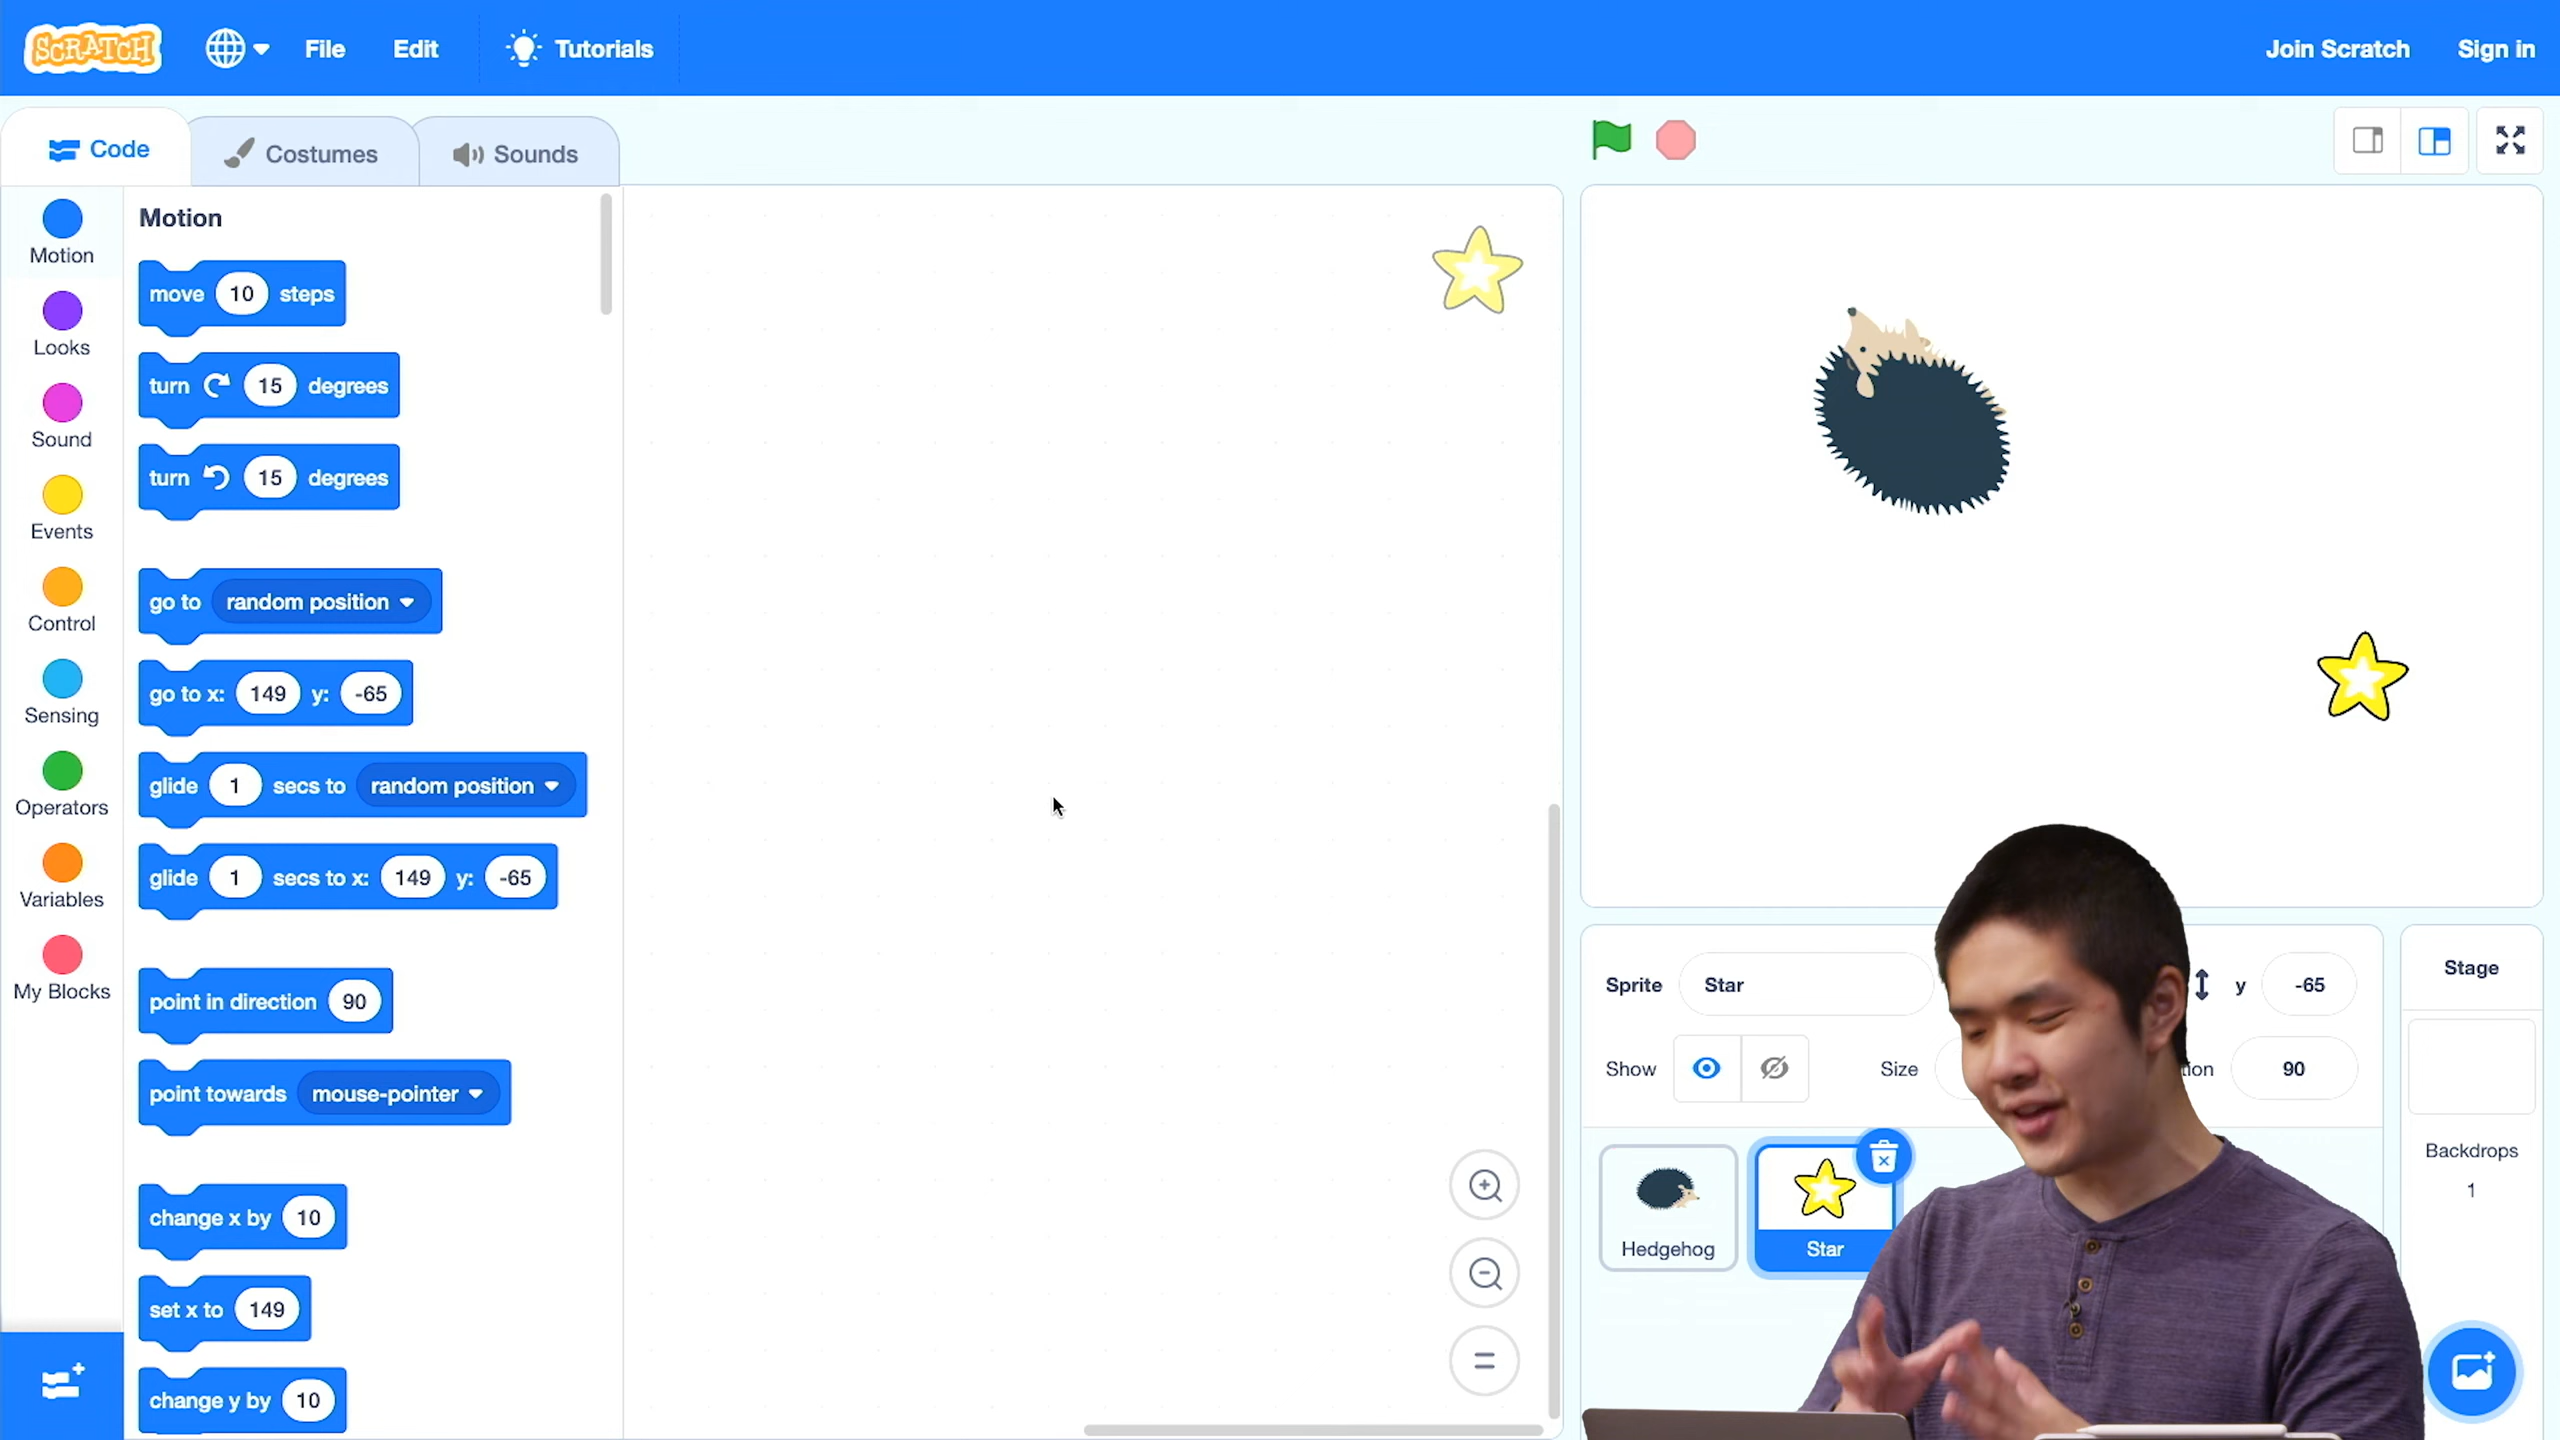 SCRATCH
File
Edit
Tutorials
Join Scratch
Sign in
Code
Costumes
Sounds
Motion
Looks
Sound
Events
Control
Sensing
Operators
Variables
My Blocks
Motion
move 10 steps
turn 15 degrees
turn 15 degrees
go to random position
go to x: 149 y: -65
glide 1 secs to random position
glide 1 secs to x: 149 y: -65
point in direction 90
point towards mouse-pointer
change x by 10
set x to 149
change y by 10
Sprite Star
y -65
Show
Size
90
Hedgehog
Star
Stage
Backdrops
1